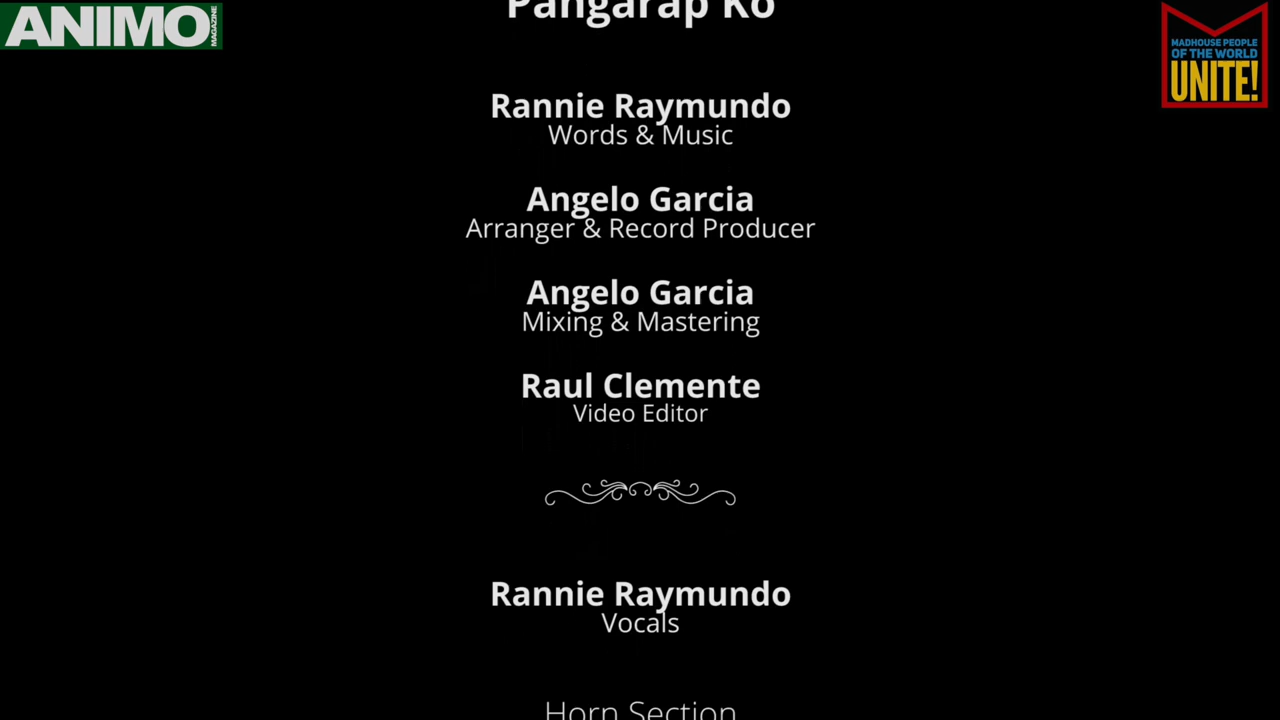 ANIMO
MAGAZINE
MADHOUSE PEOPLE
OF THE WORLD
UNITE!
Pangarap Ko
Rannie Raymundo
Words & Music
Angelo Garcia
Arranger & Record Producer
Angelo Garcia
Mixing & Mastering
Raul Clemente
Video Editor
Rannie Raymundo
Vocals
Horn Section